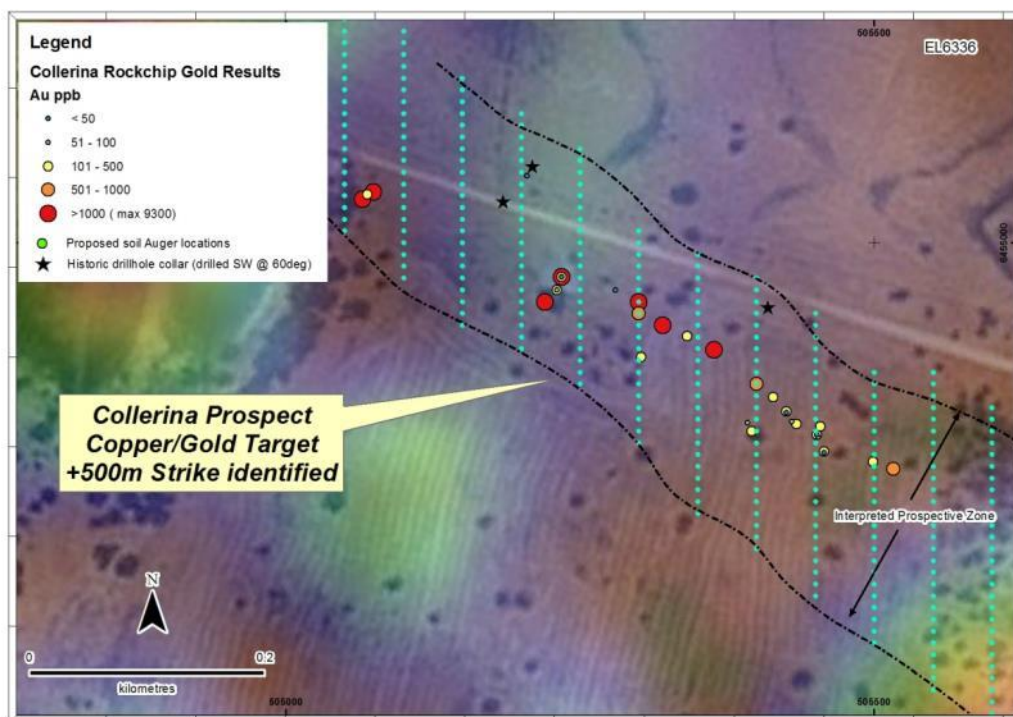 Legend
Collerina Rockchip Gold Results
Au ppb
< 50
51 - 100
101 - 500
501 - 1000
>1000 ( max 9300)
Proposed soil Auger locations
Historic drillhole collar (drilled SW @ 60deg)
505500
EL6336
6455000
Collerina Prospect
Copper/Gold Target
+500m Strike identified
Interpreted Prospective Zone
N
0
0.2
kilometres
505000
505500